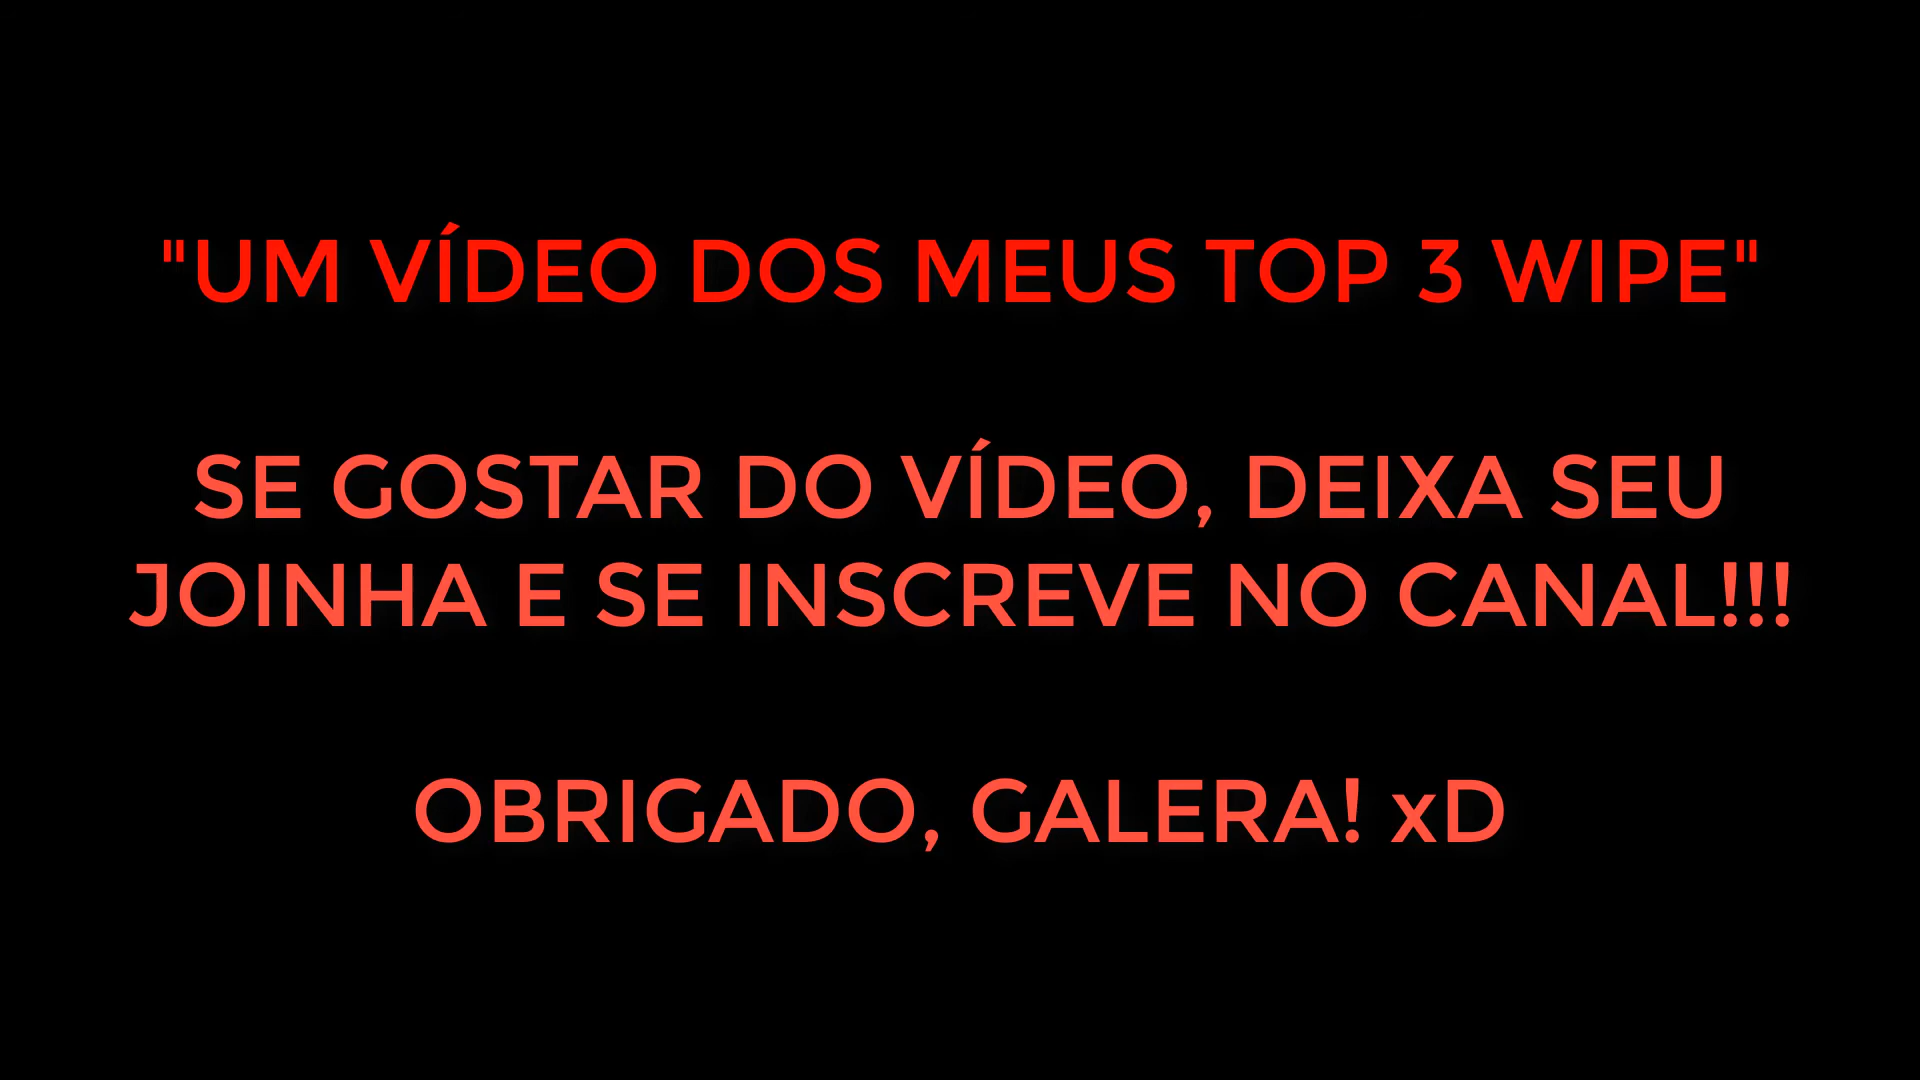 "UM VÍDEO DOS MEUS TOP 3 WIPE"
SE GOSTAR DO VÍDEO, DEIXA SEU
JOINHA E SE INSCREVE NO CANAL!!!
OBRIGADO, GALERA! xD